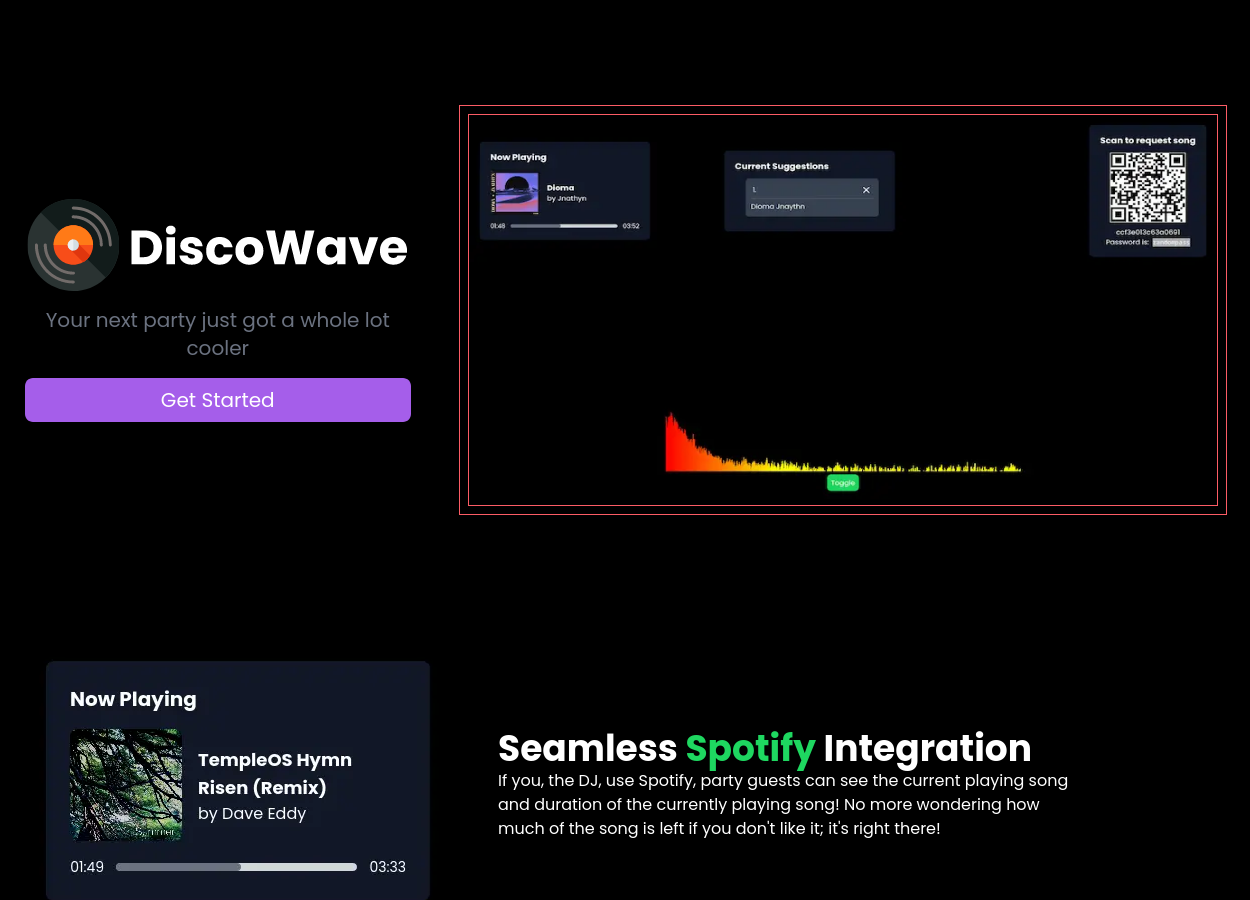 DiscoWave
Your next party just got a whole lot
cooler
Get Started
Now Playing
Dioma
by Jnathyn
01:48
03:52
Current Suggestions
1.
Dioma Jnaythn
Scan to request song
ccf3e013c63a0691
Password is:
Toggle
Now Playing
TempleOS Hymn
Risen (Remix)
by Dave Eddy
01:49
03:33
Seamless Spotify Integration
If you, the DJ, use Spotify, party guests can see the current playing song
and duration of the currently playing song! No more wondering how
much of the song is left if you don't like it; it's right there!